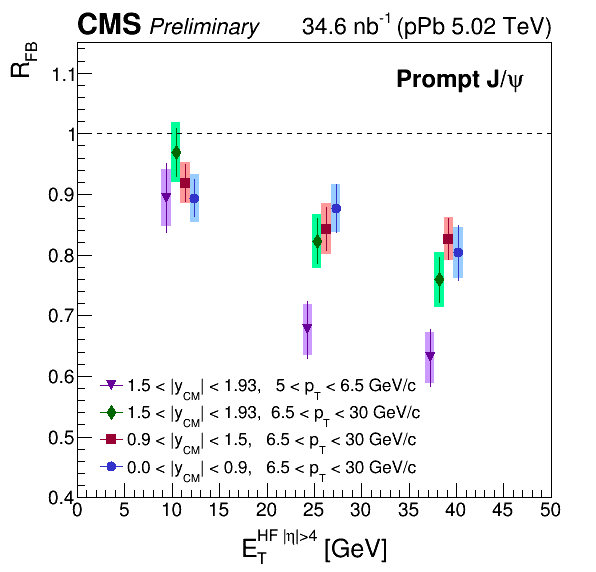 CMS Preliminary 34.6 nb⁻¹ (pPb 5.02 TeV)
R_FB
Prompt J/ψ
1.1
1
0.9
0.8
0.7
0.6
0.5
0.4
1.5 < |y_CM| < 1.93, 5 < p_T < 6.5 GeV/c
1.5 < |y_CM| < 1.93, 6.5 < p_T < 30 GeV/c
0.9 < |y_CM| < 1.5, 6.5 < p_T < 30 GeV/c
0.0 < |y_CM| < 0.9, 6.5 < p_T < 30 GeV/c
0 5 10 15 20 25 30 35 40 45 50
E_T^HF |η|>4 [GeV]